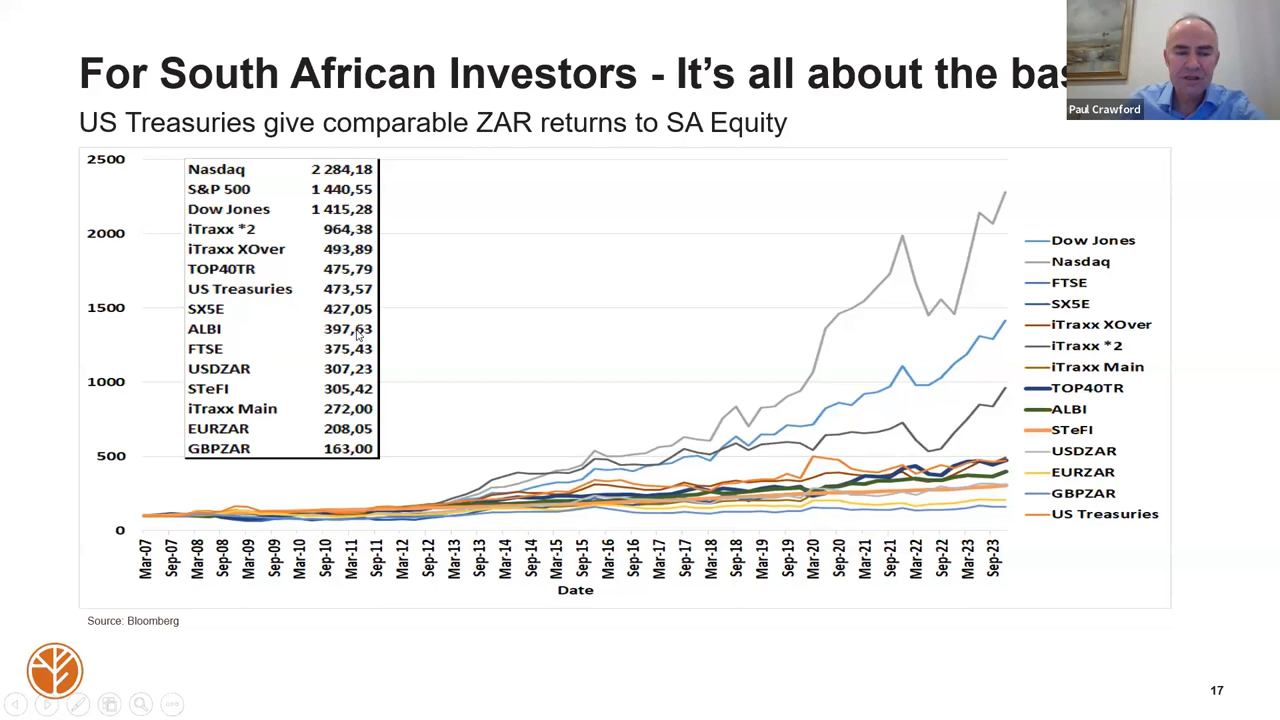 For South African Investors - It's all about the bas
Paul Crawford
US Treasuries give comparable ZAR returns to SA Equity
2500
2000
1500
1000
500
0
Nasdaq 2 284,18
S&P 500 1 440,55
Dow Jones 1 415,28
iTraxx *2 964,38
iTraxx XOver 493,89
TOP40TR 475,79
US Treasuries 473,57
SX5E 427,05
ALBI 397,63
FTSE 375,43
USDZAR 307,23
STeFI 305,42
iTraxx Main 272,00
EURZAR 208,05
GBPZAR 163,00
Dow Jones
Nasdaq
FTSE
SX5E
iTraxx XOver
iTraxx *2
iTraxx Main
TOP40TR
ALBI
STeFI
USDZAR
EURZAR
GBPZAR
US Treasuries
Mar-07 Sep-07 Mar-08 Sep-08 Mar-09 Sep-09 Mar-10 Sep-10 Mar-11 Sep-11 Mar-12 Sep-12 Mar-13 Sep-13 Mar-14 Sep-14 Mar-15 Sep-15 Mar-16 Sep-16 Mar-17 Sep-17 Mar-18 Sep-18 Mar-19 Sep-19 Mar-20 Sep-20 Mar-21 Sep-21 Mar-22 Sep-22 Mar-23 Sep-23
Date
Source: Bloomberg
17